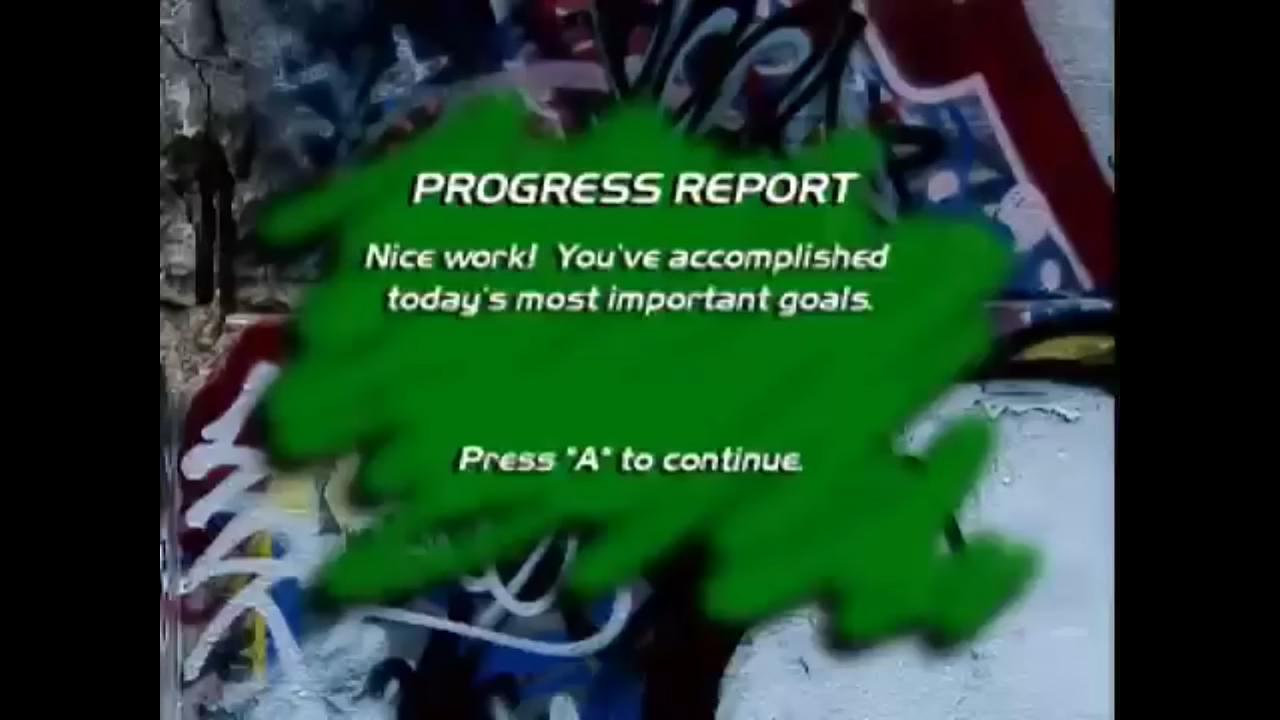 PROGRESS REPORT
Nice work! You've accomplished
today's most important goals.
Press "A" to continue.